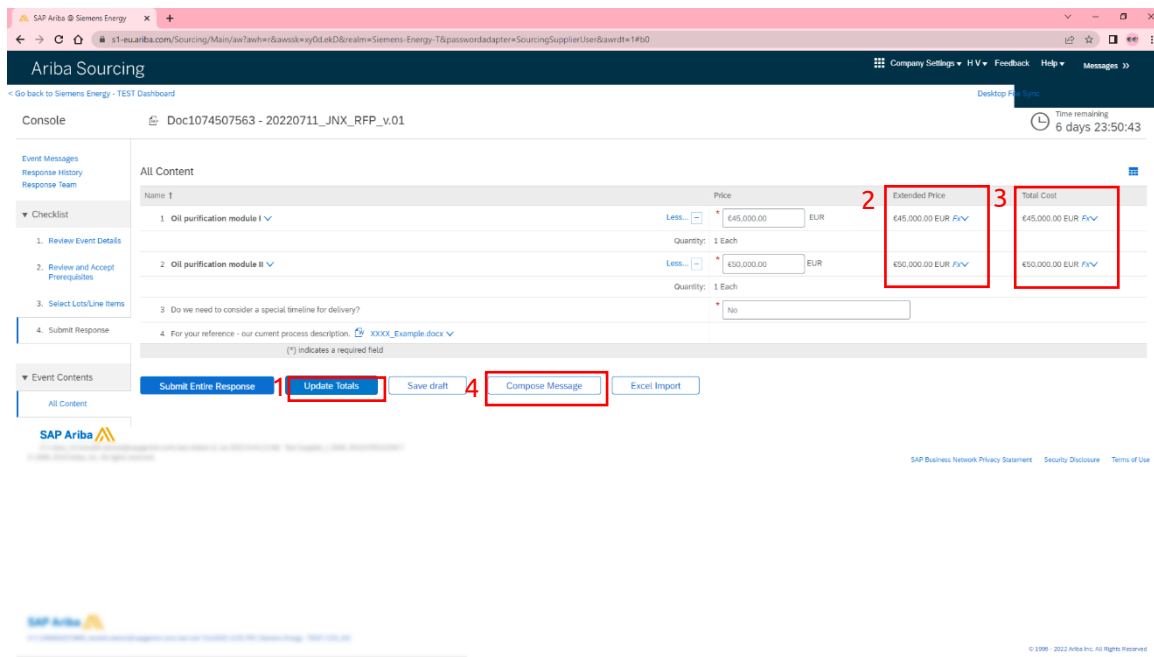 SAP Ariba @ Siemens Energy
s1-eu.ariba.com/Sourcing/Main/aw?awh=r&awssk=xy0d.ekD&realm=Siemens-Energy-T&passwordadapter=SourcingSupplierUser&awrdt=1#b0
Ariba Sourcing
Company Settings H V Feedback Help Messages >>
< Go back to Siemens Energy - TEST Dashboard
Desktop File Sync
Console
Doc1074507563 - 20220711_JNX_RFP_v.01
Time remaining
6 days 23:50:43
Event Messages
Response History
Response Team
All Content
Name ↑ Price 2 Extended Price 3 Total Cost
▼ Checklist
1 Oil purification module I Less... − * €45,000.00 EUR €45,000.00 EUR Fx €45,000.00 EUR Fx
1. Review Event Details
Quantity: 1 Each
2. Review and Accept Prerequisites
2 Oil purification module II Less... − * €50,000.00 EUR €50,000.00 EUR Fx €50,000.00 EUR Fx
Quantity: 1 Each
3. Select Lots/Line Items
3 Do we need to consider a special timeline for delivery? * No
4. Submit Response
4 For your reference - our current process description. XXXX_Example.docx
(*) indicates a required field
▼ Event Contents
Submit Entire Response 1 Update Totals Save draft 4 Compose Message Excel Import
All Content
SAP Ariba
SAP Business Network Privacy Statement Security Disclosure Terms of Use
SAP Ariba
© 1996 - 2022 Ariba Inc. All Rights Reserved